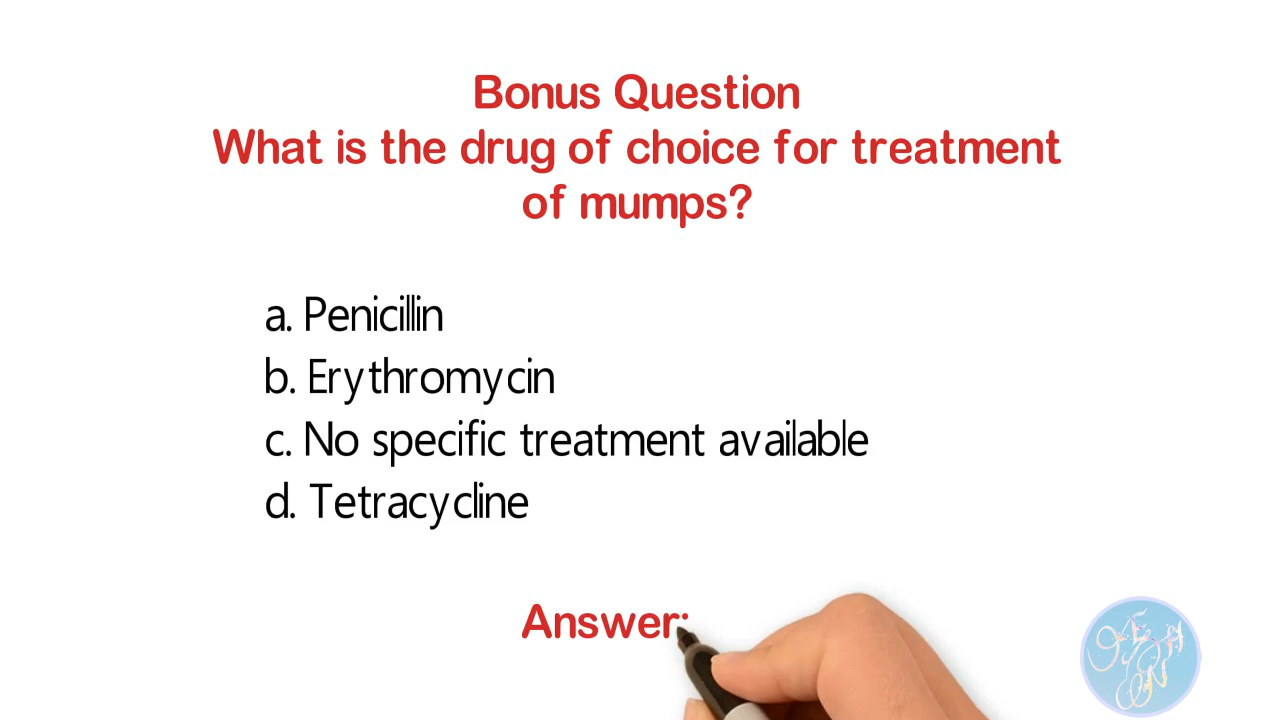 Bonus Question
What is the drug of choice for treatment
of mumps?
a. Penicillin
b. Erythromycin
c. No specific treatment available
d. Tetracycline
Answer: